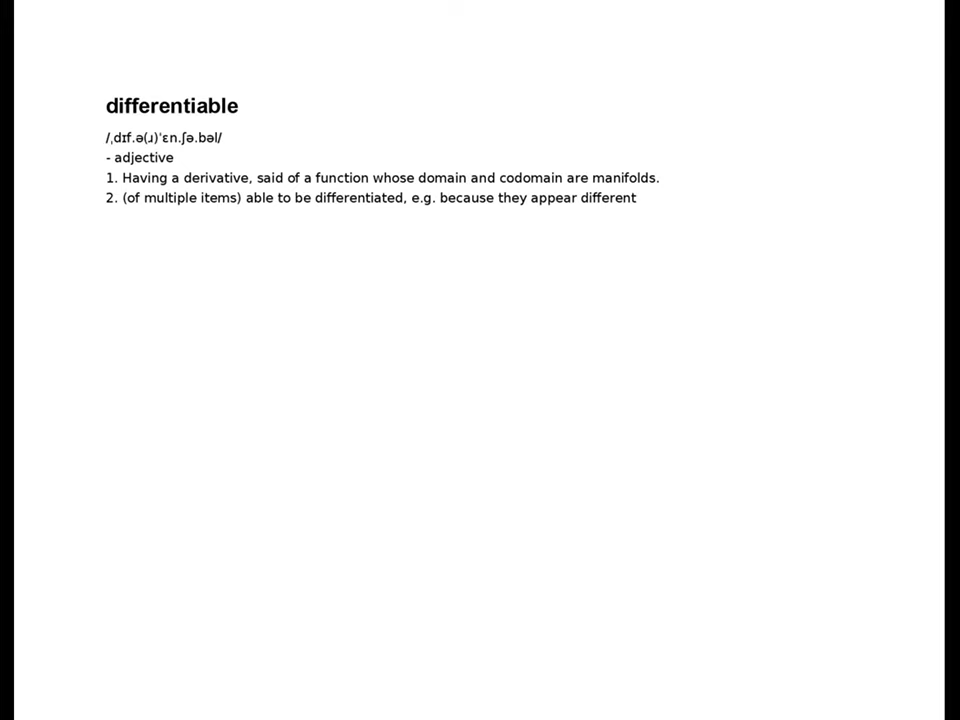 differentiable
/ˌdɪf.ə(ɹ)ˈɛn.ʃə.bəl/
- adjective
1. Having a derivative, said of a function whose domain and codomain are manifolds.
2. (of multiple items) able to be differentiated, e.g. because they appear different